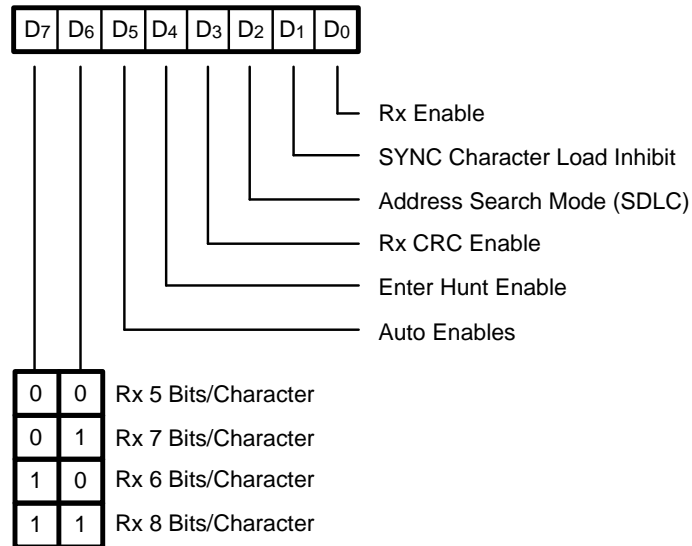 D7 D6 D5 D4 D3 D2 D1 D0
Rx Enable
SYNC Character Load Inhibit
Address Search Mode (SDLC)
Rx CRC Enable
Enter Hunt Enable
Auto Enables
0 0 Rx 5 Bits/Character
0 1 Rx 7 Bits/Character
1 0 Rx 6 Bits/Character
1 1 Rx 8 Bits/Character